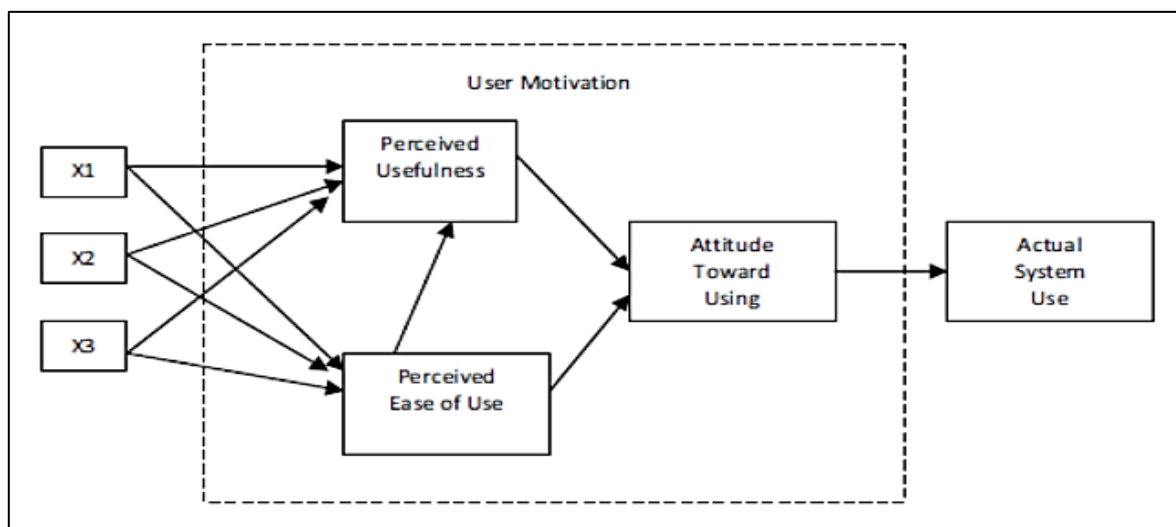 User Motivation
X1
X2
X3
Perceived
Usefulness
Perceived
Ease of Use
Attitude
Toward
Using
Actual
System
Use